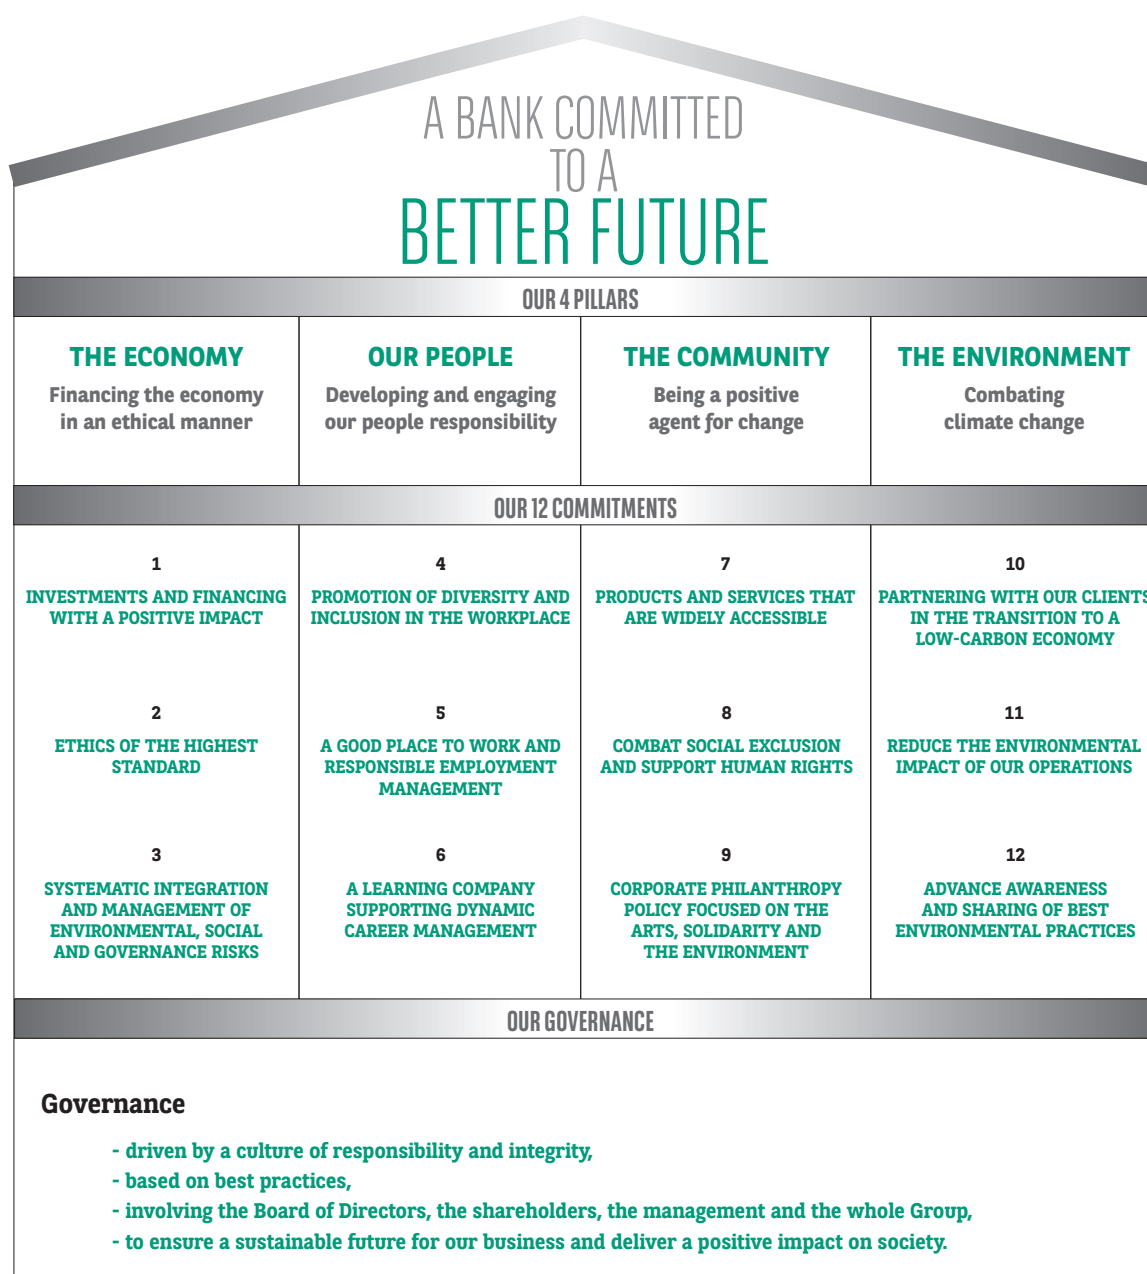 A BANK COMMITTED
TO A
BETTER FUTURE
OUR 4 PILLARS
THE ECONOMY
Financing the economy
in an ethical manner
OUR PEOPLE
Developing and engaging
our people responsibility
THE COMMUNITY
Being a positive
agent for change
THE ENVIRONMENT
Combating
climate change
OUR 12 COMMITMENTS
1
INVESTMENTS AND FINANCING
WITH A POSITIVE IMPACT
2
ETHICS OF THE HIGHEST
STANDARD
3
SYSTEMATIC INTEGRATION
AND MANAGEMENT OF
ENVIRONMENTAL, SOCIAL
AND GOVERNANCE RISKS
4
PROMOTION OF DIVERSITY AND
INCLUSION IN THE WORKPLACE
5
A GOOD PLACE TO WORK AND
RESPONSIBLE EMPLOYMENT
MANAGEMENT
6
A LEARNING COMPANY
SUPPORTING DYNAMIC
CAREER MANAGEMENT
7
PRODUCTS AND SERVICES THAT
ARE WIDELY ACCESSIBLE
8
COMBAT SOCIAL EXCLUSION
AND SUPPORT HUMAN RIGHTS
9
CORPORATE PHILANTHROPY
POLICY FOCUSED ON THE
ARTS, SOLIDARITY AND
THE ENVIRONMENT
10
PARTNERING WITH OUR CLIENTS
IN THE TRANSITION TO A
LOW-CARBON ECONOMY
11
REDUCE THE ENVIRONMENTAL
IMPACT OF OUR OPERATIONS
12
ADVANCE AWARENESS
AND SHARING OF BEST
ENVIRONMENTAL PRACTICES
OUR GOVERNANCE
Governance
- driven by a culture of responsibility and integrity,
- based on best practices,
- involving the Board of Directors, the shareholders, the management and the whole Group,
- to ensure a sustainable future for our business and deliver a positive impact on society.